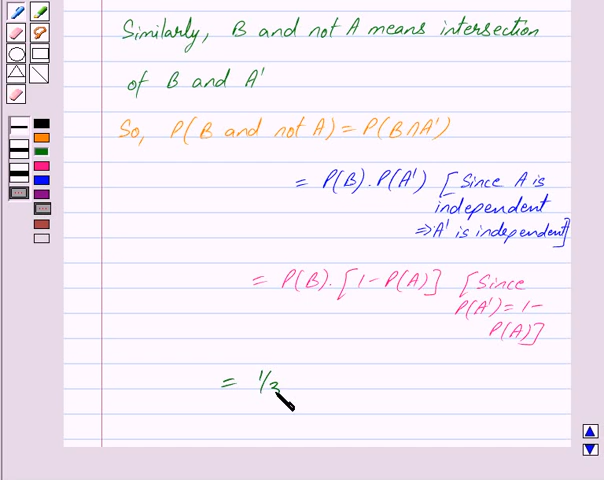 Similarly, B and not A means intersection
of B and A'
So, P(B and not A) = P(B∩A')
= P(B). P(A') [Since A is
independent
⇒ A' is independent]
= P(B). [1 - P(A)] [Since
P(A') = 1 -
P(A)]
= 1/3